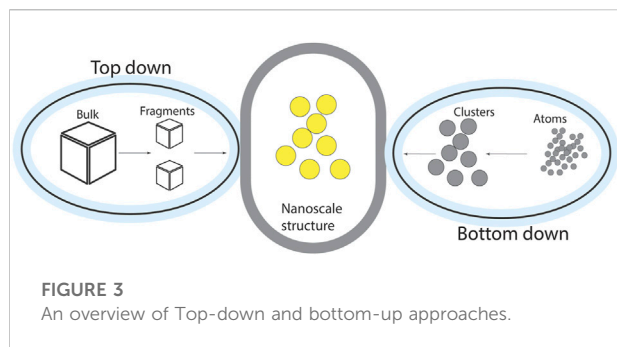 Top down
Bulk
Fragments
Nanoscale
structure
Clusters
Atoms
Bottom down
FIGURE 3
An overview of Top-down and bottom-up approaches.